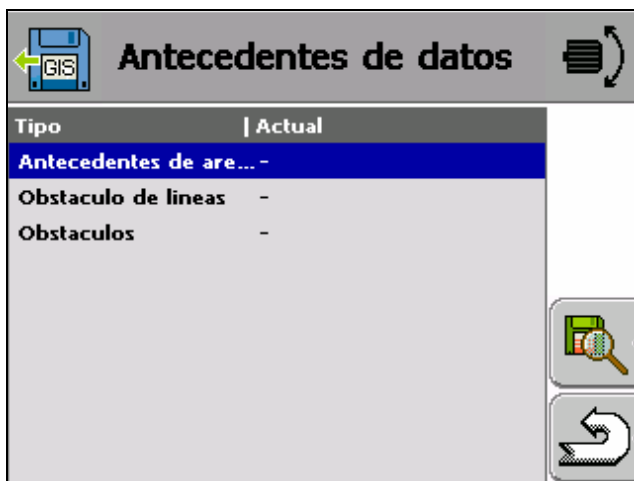 GIS
Antecedentes de datos
Tipo | Actual
Antecedentes de are... -
Obstaculo de lineas -
Obstaculos -